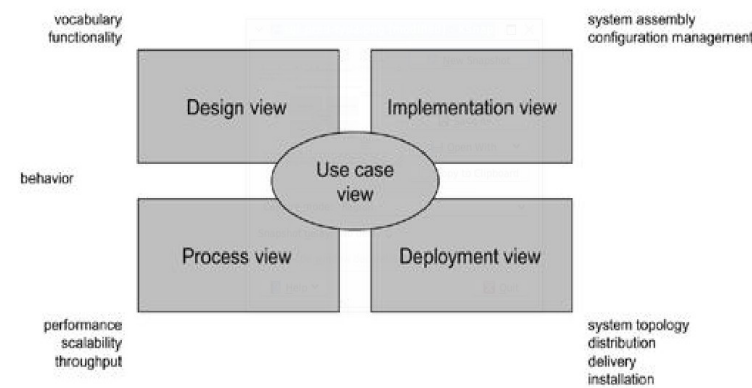 vocabulary
functionality
system assembly
configuration management
Design view
Implementation view
Use case
view
behavior
Process view
Deployment view
performance
scalability
throughput
system topology
distribution
delivery
installation